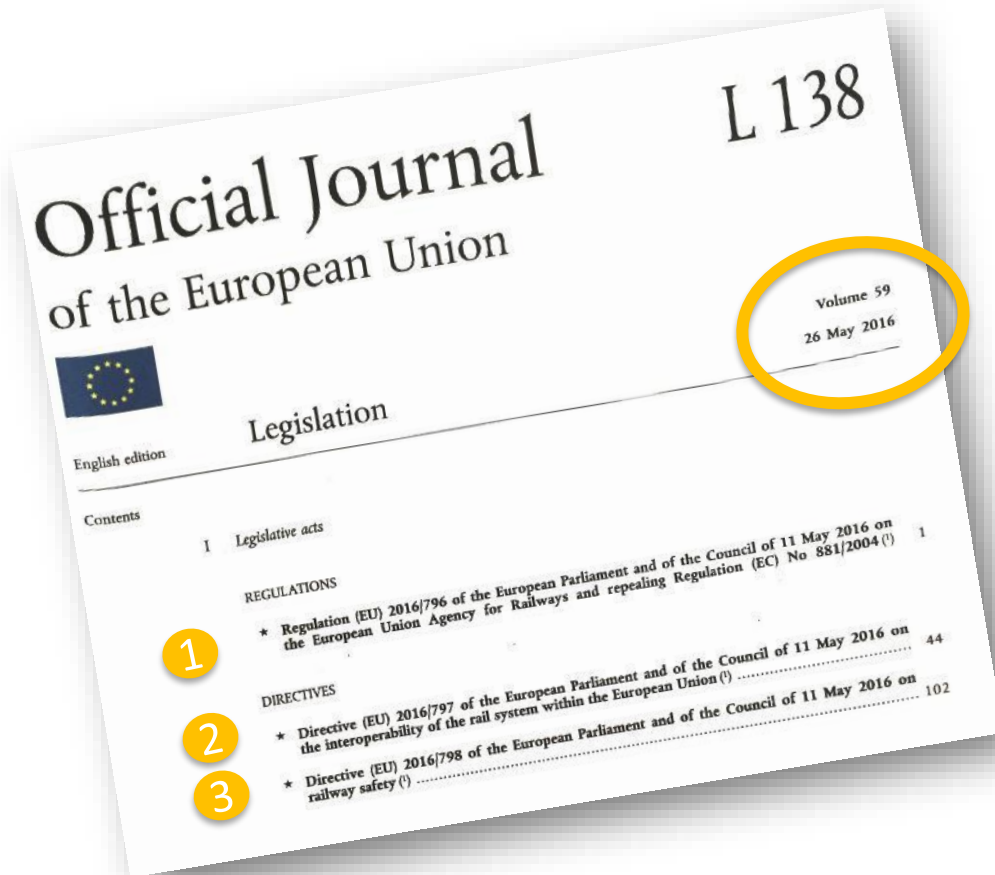 Official Journal
L 138
of the European Union
Volume 59
26 May 2016
Legislation
English edition
Contents
I Legislative acts
REGULATIONS
1
★ Regulation (EU) 2016/796 of the European Parliament and of the Council of 11 May 2016 on
the European Union Agency for Railways and repealing Regulation (EC) No 881/2004 (¹) 1
DIRECTIVES
2
★ Directive (EU) 2016/797 of the European Parliament and of the Council of 11 May 2016 on
the interoperability of the rail system within the European Union (¹) .................................... 44
3
★ Directive (EU) 2016/798 of the European Parliament and of the Council of 11 May 2016 on
railway safety (¹) .......................................................................................... 102